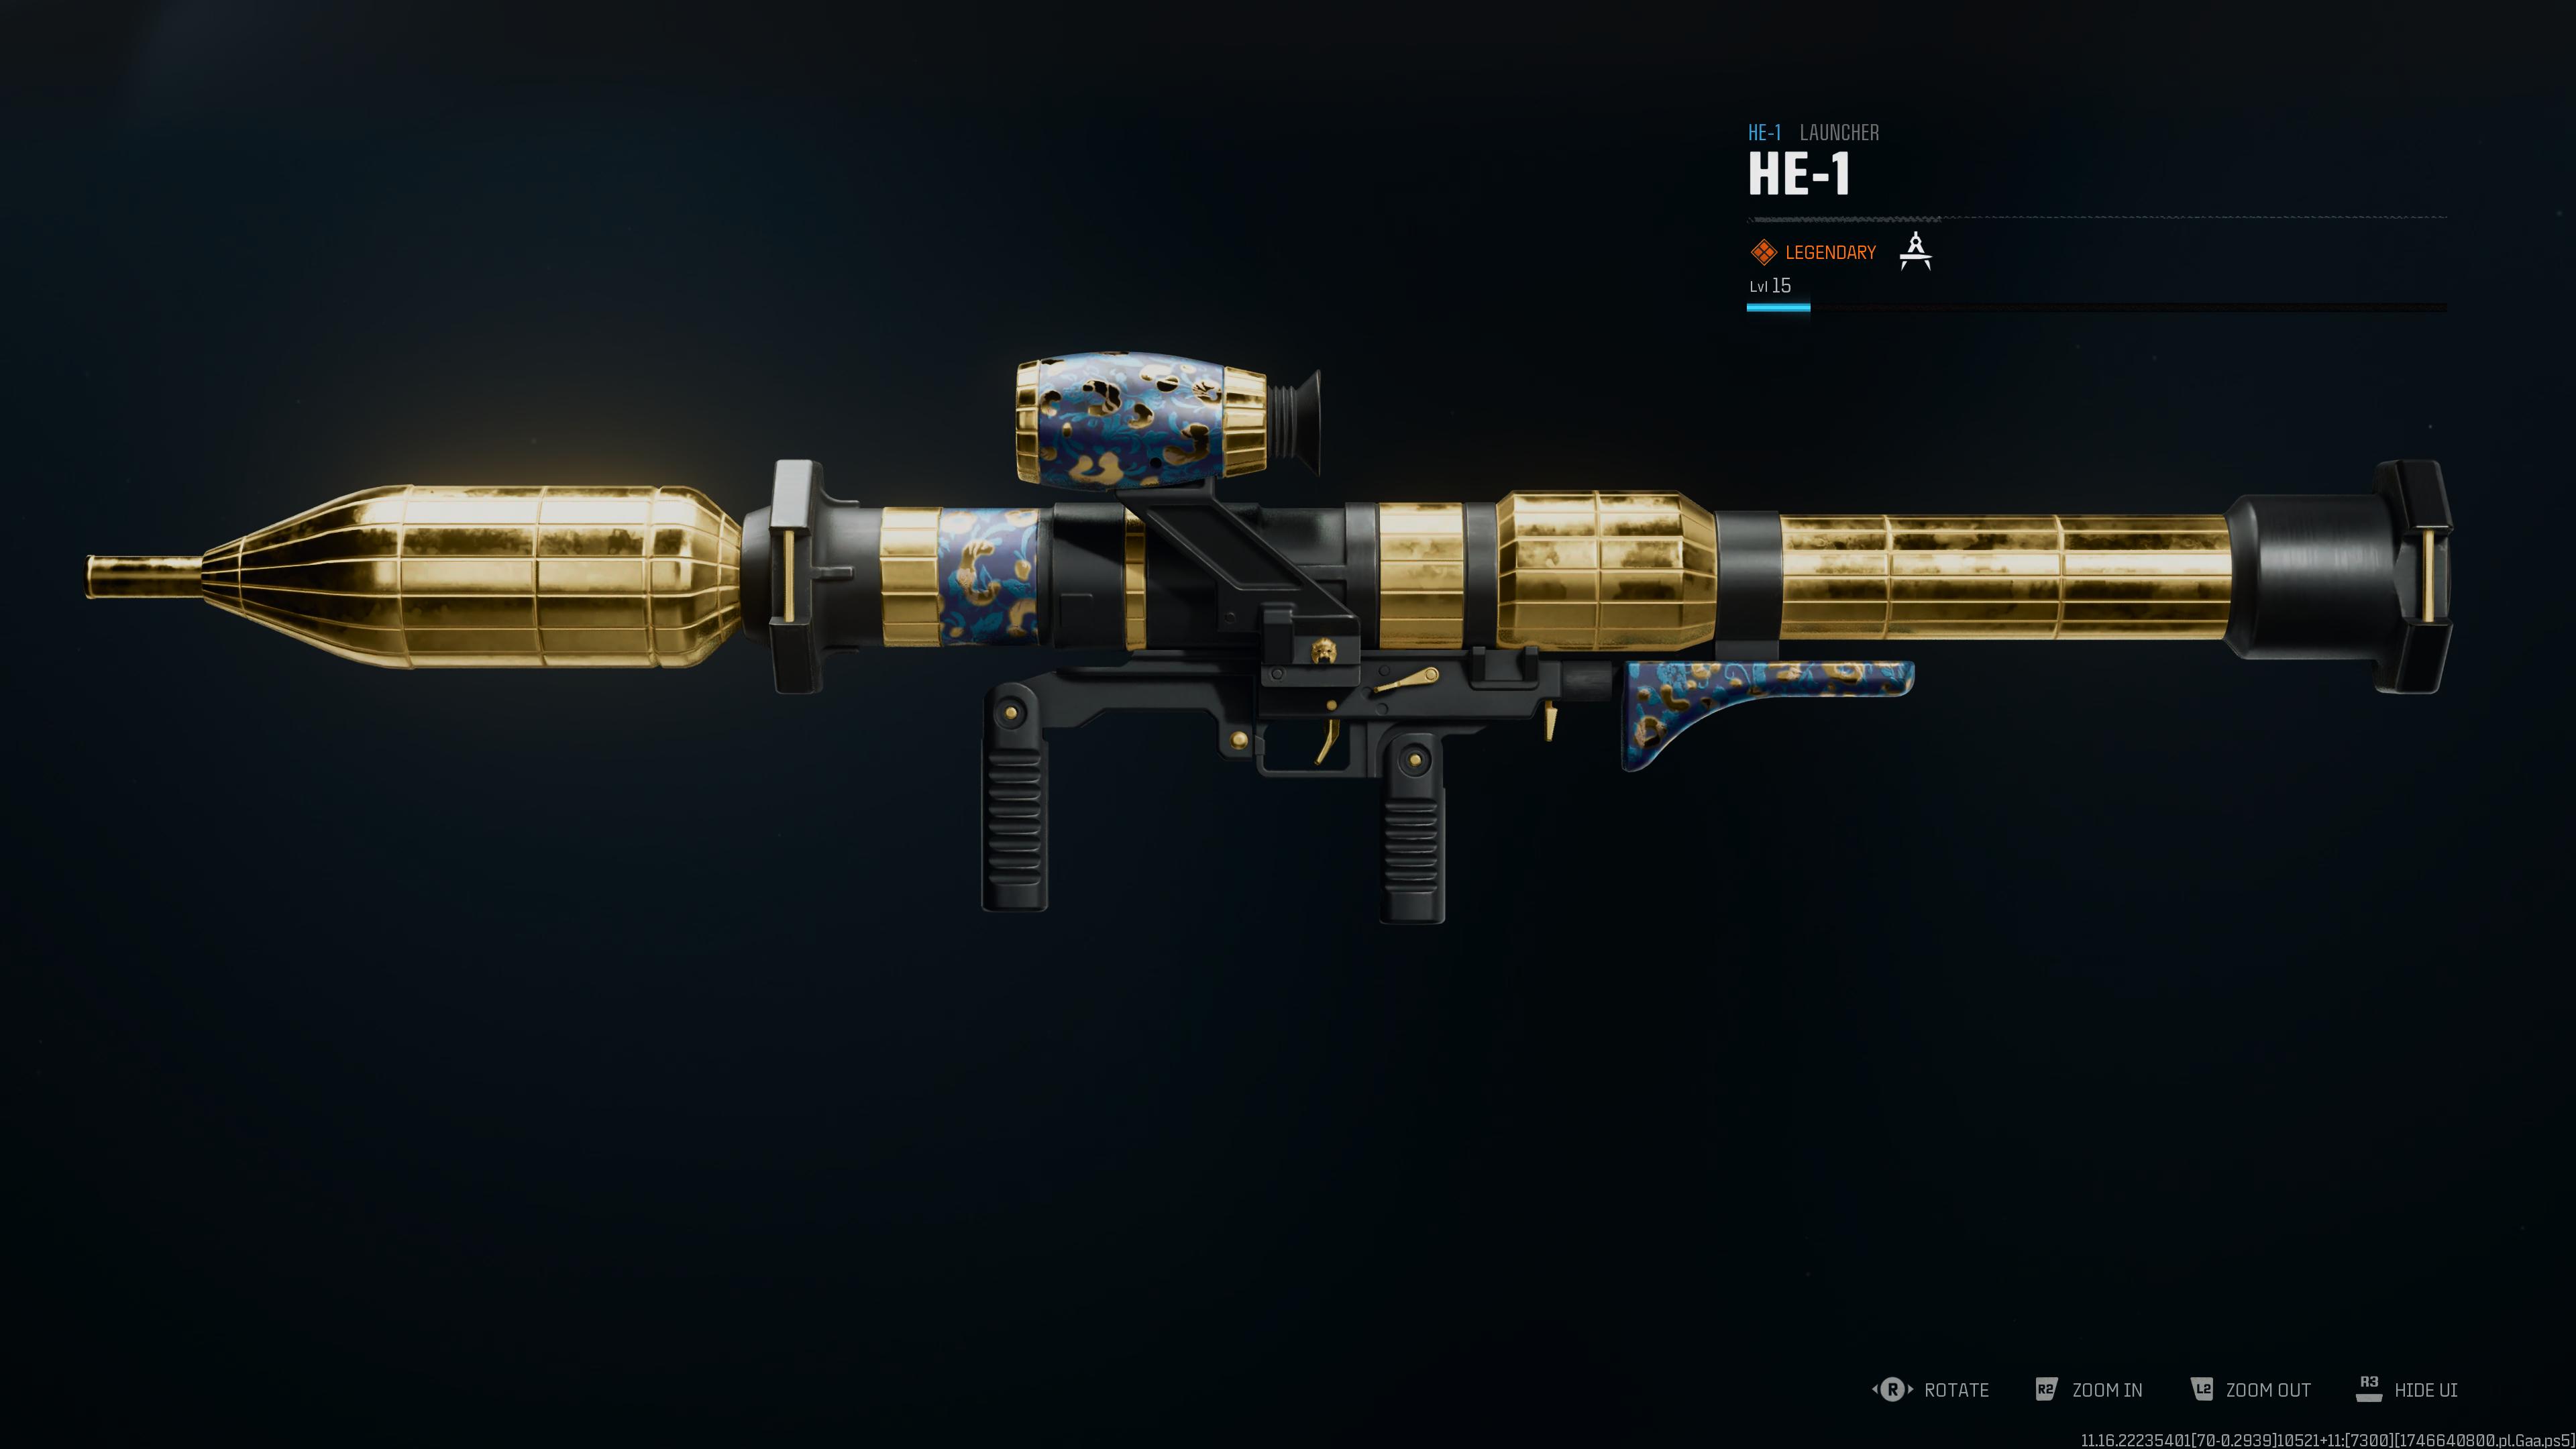 HE-1 LAUNCHER
HE-1
LEGENDARY
Lvl 15
R ROTATE R2 ZOOM IN L2 ZOOM OUT R3 HIDE UI
11.16.22235401[70-0.2939]10521+11:[7300][1746640800.pl.Gaa.ps5]